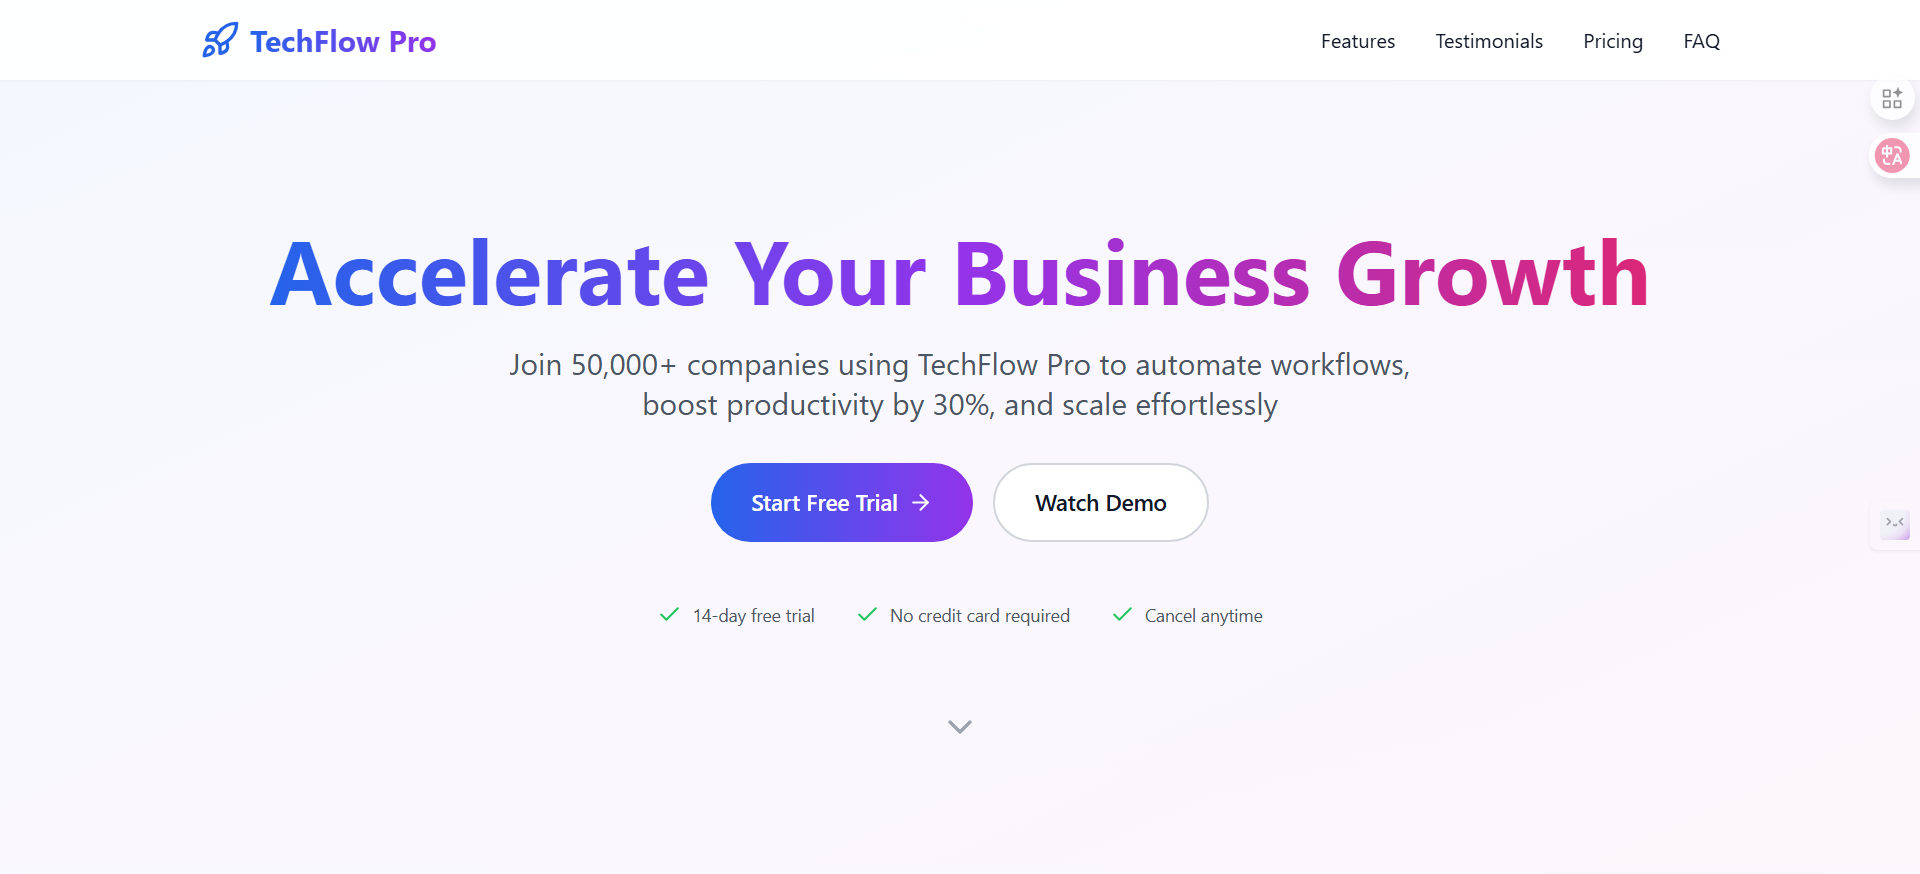 TechFlow Pro
Features
Testimonials
Pricing
FAQ
中A
Accelerate Your Business Growth
Join 50,000+ companies using TechFlow Pro to automate workflows,
boost productivity by 30%, and scale effortlessly
Start Free Trial
Watch Demo
14-day free trial
No credit card required
Cancel anytime